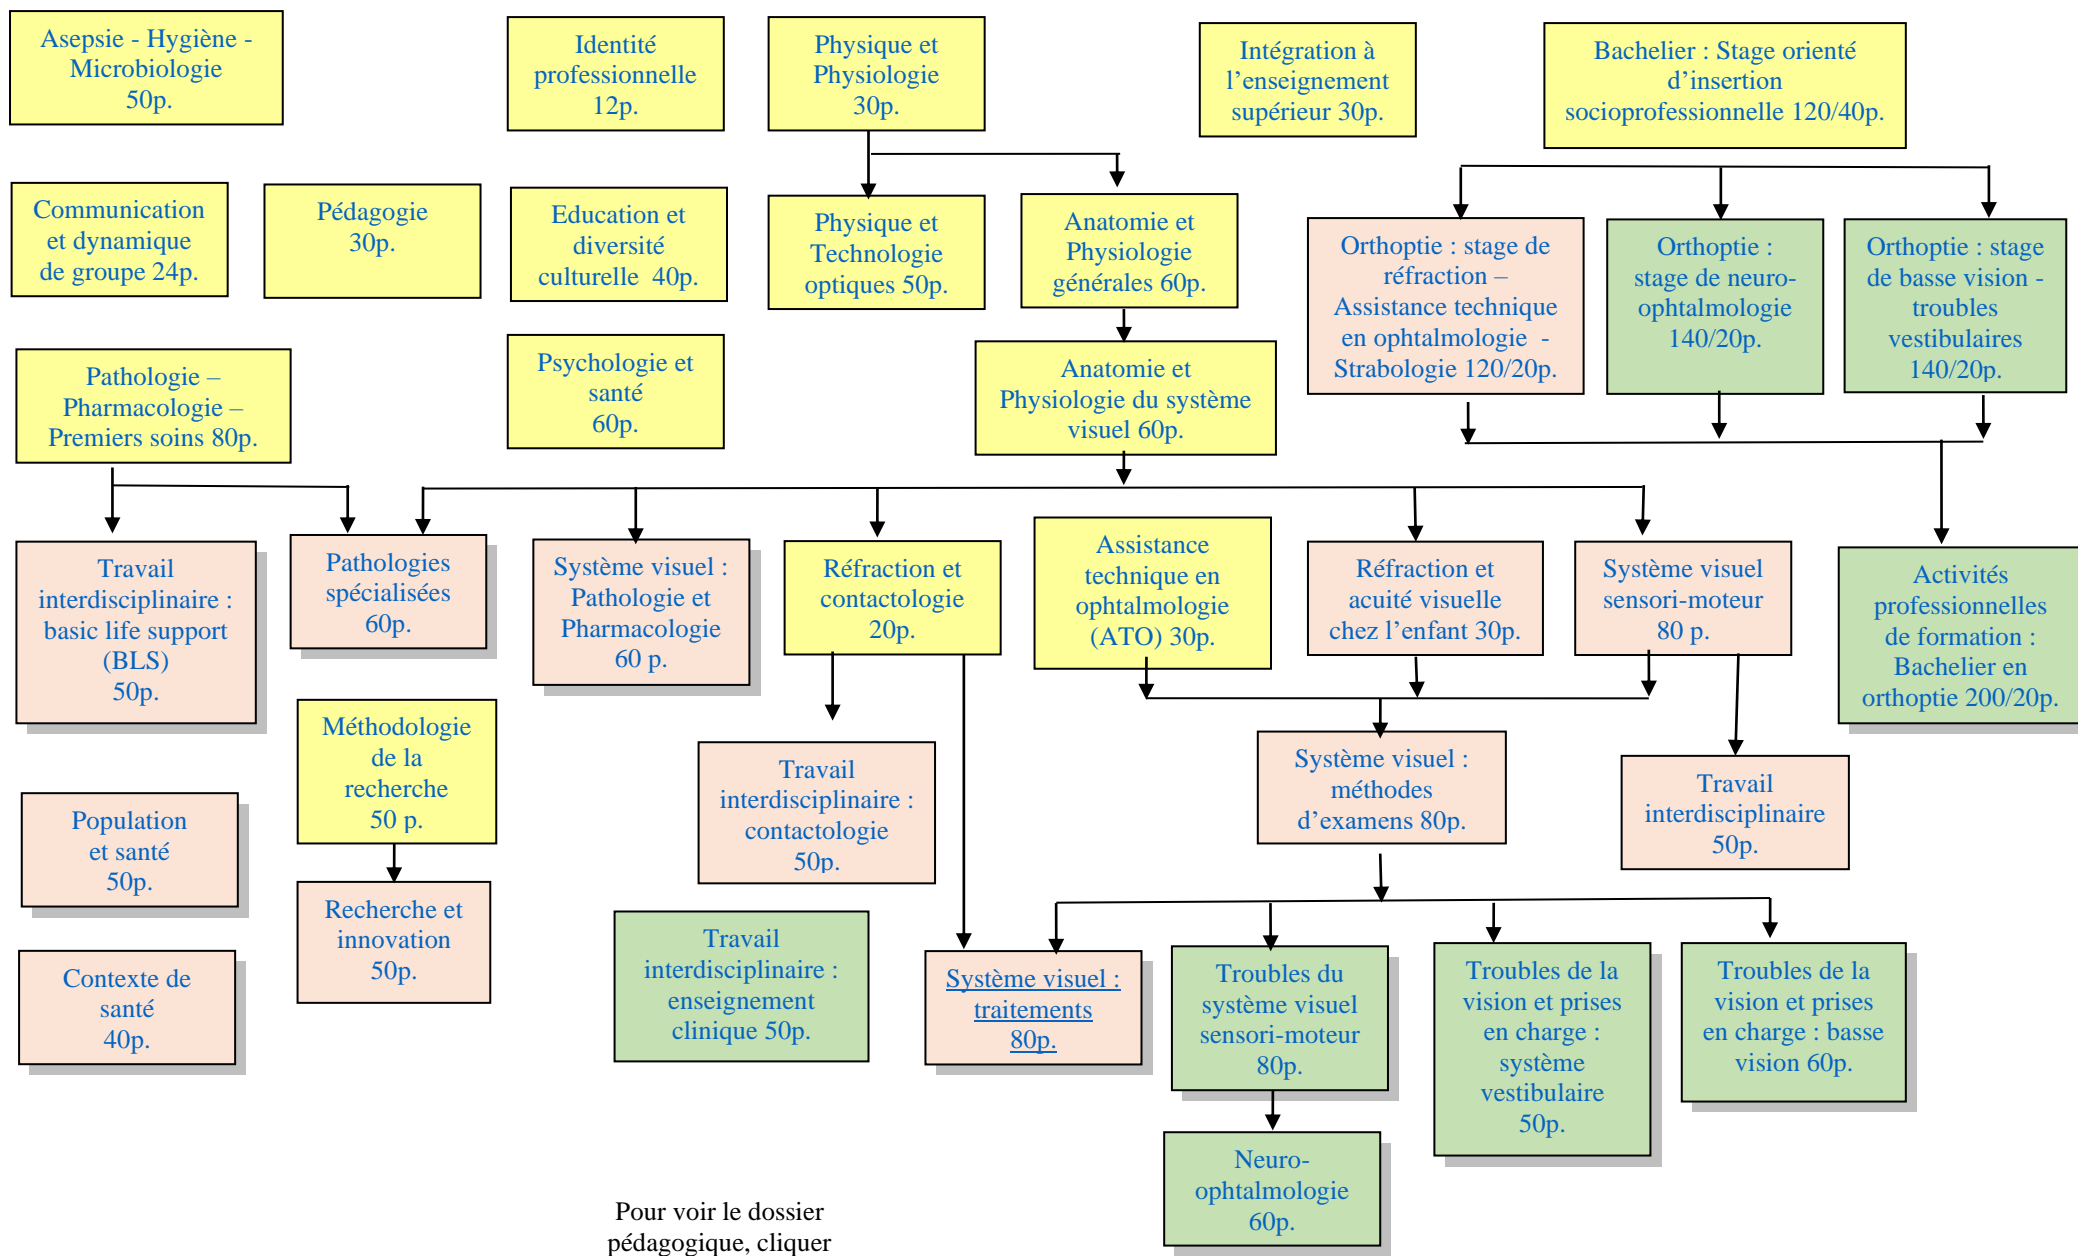 Asepsie - Hygiène -
Microbiologie
50p.
Identité
professionnelle
12p.
Physique et
Physiologie
30p.
Intégration à
l’enseignement
supérieur 30p.
Bachelier : Stage orienté
d’insertion
socioprofessionnelle 120/40p.
Communication
et dynamique
de groupe 24p.
Pédagogie
30p.
Education et
diversité
culturelle  40p.
Physique et
Technologie
optiques 50p.
Anatomie et
Physiologie
générales 60p.
Orthoptie : stage de
réfraction –
Assistance technique
en ophtalmologie  -
Strabologie 120/20p.
Orthoptie :
stage de neuro-
ophtalmologie
140/20p.
Orthoptie : stage
de basse vision -
troubles
vestibulaires
140/20p.
Pathologie –
Pharmacologie –
Premiers soins 80p.
Psychologie et
santé
60p.
Anatomie et
Physiologie du système
visuel 60p.
Travail
interdisciplinaire :
basic life support
(BLS)
50p.
Pathologies
spécialisées
60p.
Système visuel :
Pathologie et
Pharmacologie
60 p.
Réfraction et
contactologie
20p.
Assistance
technique en
ophtalmologie
(ATO) 30p.
Réfraction et
acuité visuelle
chez l’enfant 30p.
Système visuel
sensori-moteur
80 p.
Activités
professionnelles
de formation :
Bachelier en
orthoptie 200/20p.
Méthodologie
de la
recherche
50 p.
Travail
interdisciplinaire :
contactologie
50p.
Système visuel :
méthodes
d’examens 80p.
Travail
interdisciplinaire
50p.
Population
et santé
50p.
Recherche et
innovation
50p.
Travail
interdisciplinaire :
enseignement
clinique 50p.
Système visuel :
traitements
80p.
Troubles du
système visuel
sensori-moteur
80p.
Troubles de la
vision et prises
en charge :
système
vestibulaire
50p.
Troubles de la
vision et prises
en charge : basse
vision 60p.
Contexte de
santé
40p.
Neuro-
ophtalmologie
60p.
Pour voir le dossier
pédagogique, cliquer